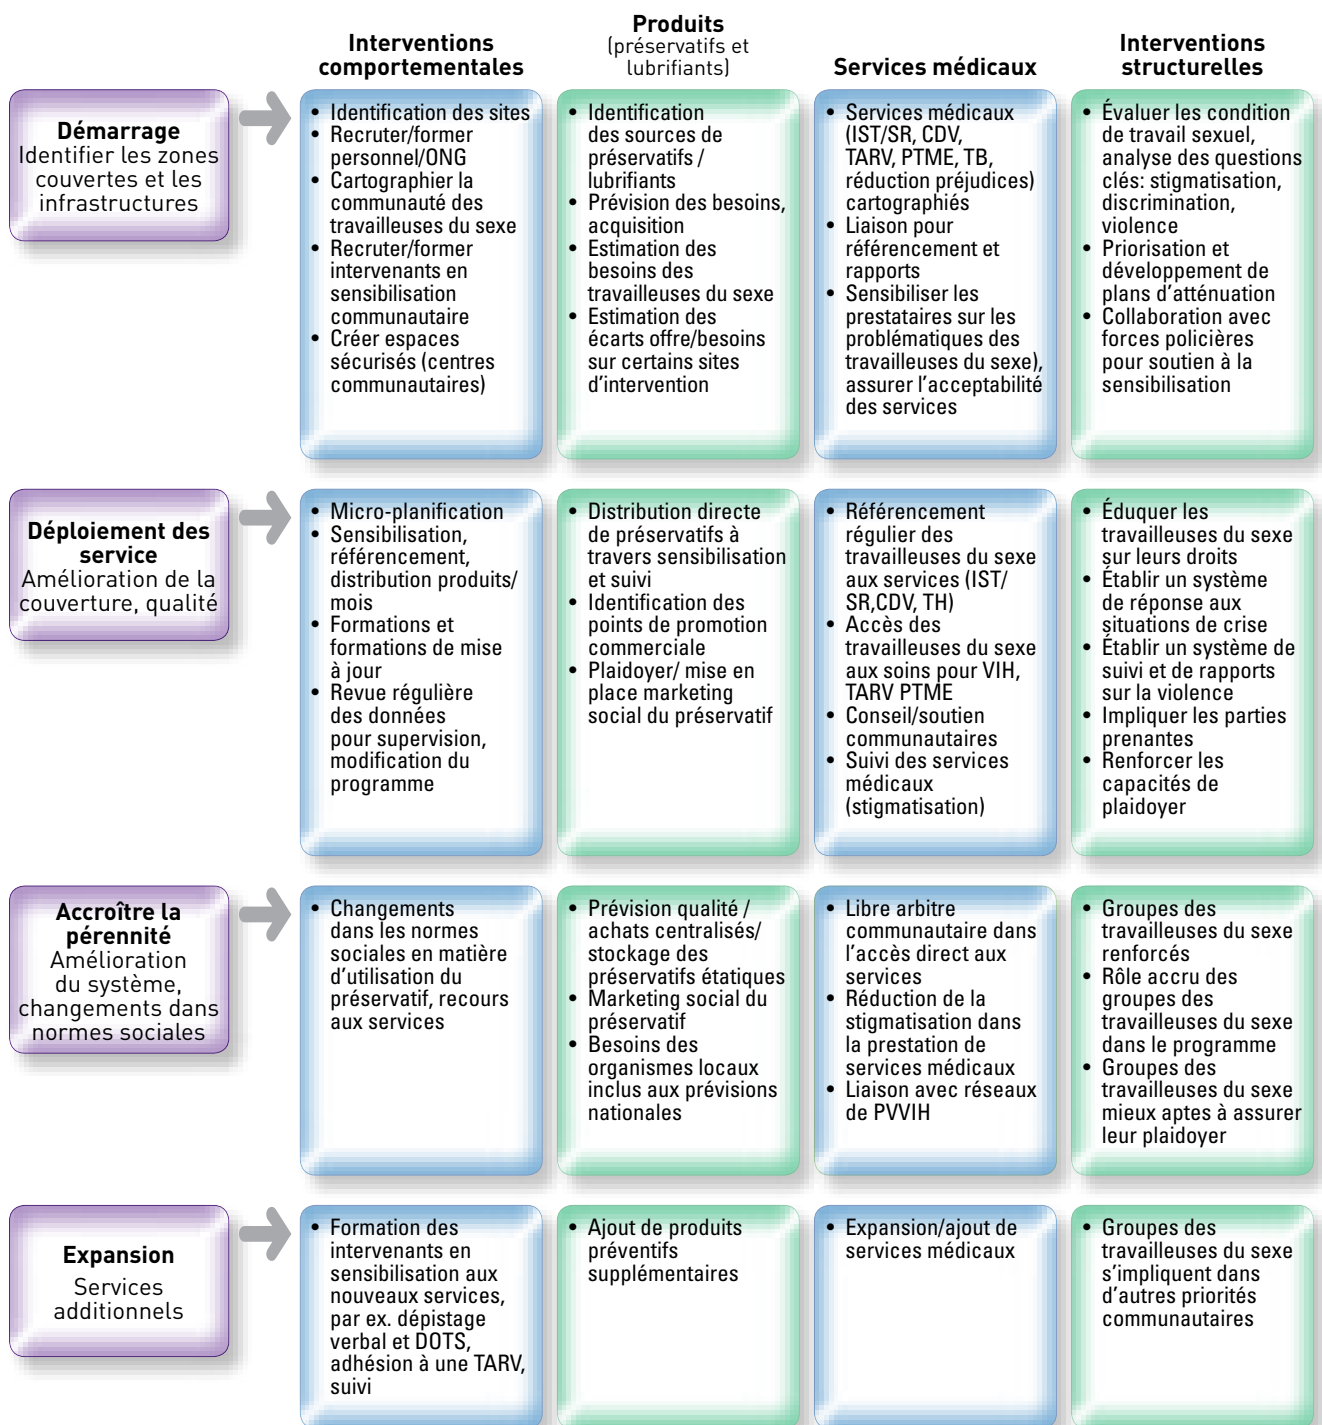 Interventions
comportementales
Produits
(préservatifs et
lubrifiants)
Services médicaux
Interventions
structurelles
Démarrage
Identifier les zones
couvertes et les
infrastructures
• Identification des sites
• Recruter/former
personnel/ONG
• Cartographier la
communauté des
travailleuses du sexe
• Recruter/former
intervenants en
sensibilisation
communautaire
• Créer espaces
sécurisés (centres
communautaires)
• Identification
des sources de
préservatifs /
lubrifiants
• Prévision des besoins,
acquisition
• Estimation des
besoins des
travailleuses du sexe
• Estimation des
écarts offre/besoins
sur certains sites
d’intervention
• Services médicaux
(IST/SR, CDV,
TARV, PTME, TB,
réduction préjudices)
cartographiés
• Liaison pour
référencement et
rapports
• Sensibiliser les
prestataires sur les
problématiques des
travailleuses du sexe),
assurer l’acceptabilité
des services
• Évaluer les condition
de travail sexuel,
analyse des questions
clés: stigmatisation,
discrimination,
violence
• Priorisation et
développement de
plans d’atténuation
• Collaboration avec
forces policières
pour soutien à la
sensibilisation
Déploiement des
service
Amélioration de la
couverture, qualité
• Micro-planification
• Sensibilisation,
référencement,
distribution produits/
mois
• Formations et
formations de mise
à jour
• Revue régulière
des données
pour supervision,
modification du
programme
• Distribution directe
de préservatifs à
travers sensibilisation
et suivi
• Identification des
points de promotion
commerciale
• Plaidoyer/ mise en
place marketing
social du préservatif
• Référencement
régulier des
travailleuses du sexe
aux services (IST/
SR,CDV, TH)
• Accès des
travailleuses du sexe
aux soins pour VIH,
TARV PTME
• Conseil/soutien
communautaires
• Suivi des services
médicaux
(stigmatisation)
• Éduquer les
travailleuses du sexe
sur leurs droits
• Établir un système
de réponse aux
situations de crise
• Établir un système de
suivi et de rapports
sur la violence
• Impliquer les parties
prenantes
• Renforcer les
capacités de
plaidoyer
Accroître la
pérennité
Amélioration
du système,
changements dans
normes sociales
• Changements
dans les normes
sociales en matière
d’utilisation du
préservatif, recours
aux services
• Prévision qualité /
achats centralisés/
stockage des
préservatifs étatiques
• Marketing social du
préservatif
• Besoins des
organismes locaux
inclus aux prévisions
nationales
• Libre arbitre
communautaire dans
l’accès direct aux
services
• Réduction de la
stigmatisation dans
la prestation de
services médicaux
• Liaison avec réseaux
de PVVIH
• Groupes des
travailleuses du sexe
renforcés
• Rôle accru des
groupes des
travailleuses du sexe
dans le programme
• Groupes des
travailleuses du sexe
mieux aptes à assurer
leur plaidoyer
Expansion
Services
additionnels
• Formation des
intervenants en
sensibilisation aux
nouveaux services,
par ex. dépistage
verbal et DOTS,
adhésion à une TARV,
suivi
• Ajout de produits
préventifs
supplémentaires
• Expansion/ajout de
services médicaux
• Groupes des
travailleuses du sexe
s’impliquent dans
d’autres priorités
communautaires